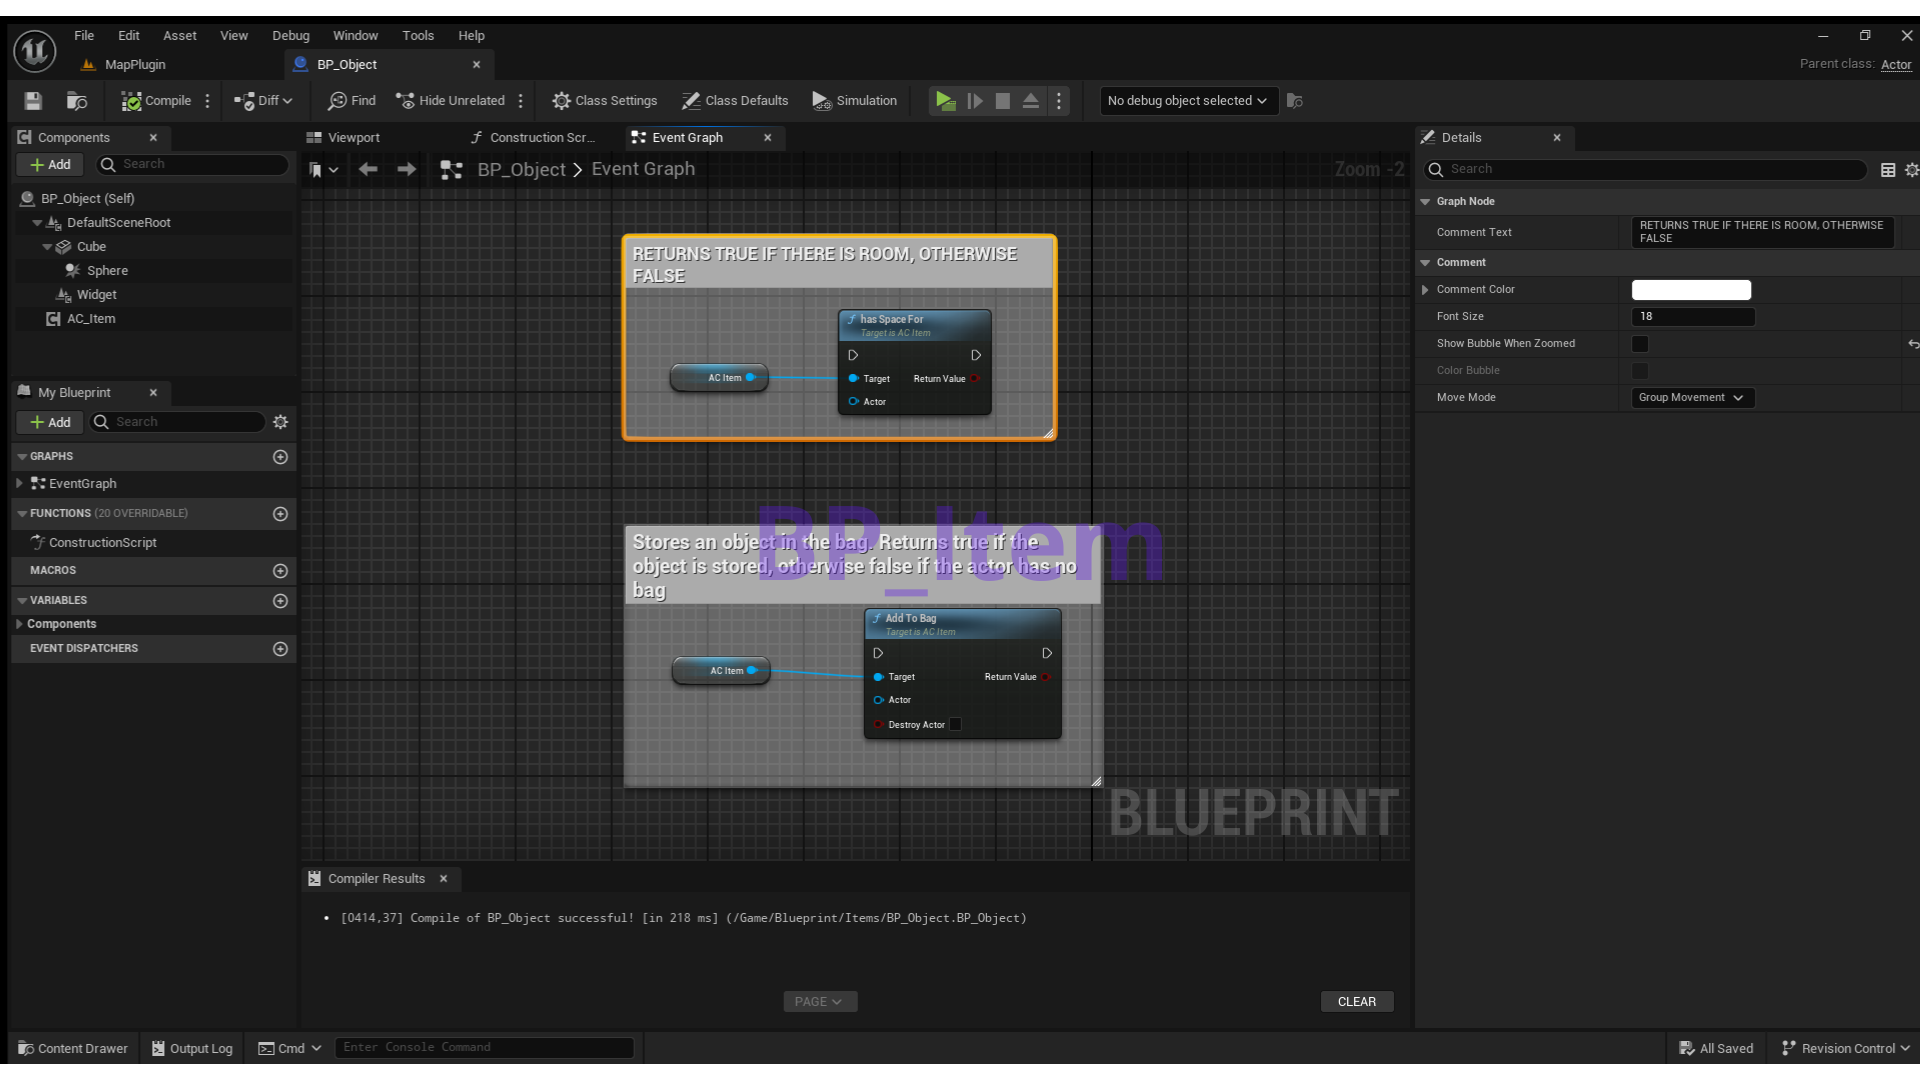 File Edit Asset View Debug Window Tools Help
MapPlugin
BP_Object
Parent class: Actor
Compile
Diff
Find
Hide Unrelated
Class Settings
Class Defaults
Simulation
No debug object selected
Components
Viewport
Construction Scr...
Event Graph
Details
Add
Search
BP_Object > Event Graph
Zoom -2
Search
BP_Object (Self)
DefaultSceneRoot
Cube
Sphere
Widget
AC_Item
My Blueprint
Add
Search
GRAPHS
EventGraph
FUNCTIONS (20 OVERRIDABLE)
ConstructionScript
MACROS
VARIABLES
Components
EVENT DISPATCHERS
RETURNS TRUE IF THERE IS ROOM, OTHERWISE
FALSE
has Space For
Target is AC Item
AC Item
Target
Return Value
Actor
BP_Item
Stores an object in the bag. Returns true if the
object is stored, otherwise false if the actor has no
bag
Add To Bag
Target is AC Item
AC Item
Target
Return Value
Actor
Destroy Actor
BLUEPRINT
Graph Node
Comment Text
RETURNS TRUE IF THERE IS ROOM, OTHERWISE
FALSE
Comment
Comment Color
Font Size
18
Show Bubble When Zoomed
Color Bubble
Move Mode
Group Movement
Compiler Results
[0414,37] Compile of BP_Object successful! [in 218 ms] (/Game/Blueprint/Items/BP_Object.BP_Object)
PAGE
CLEAR
Content Drawer
Output Log
Cmd
Enter Console Command
All Saved
Revision Control